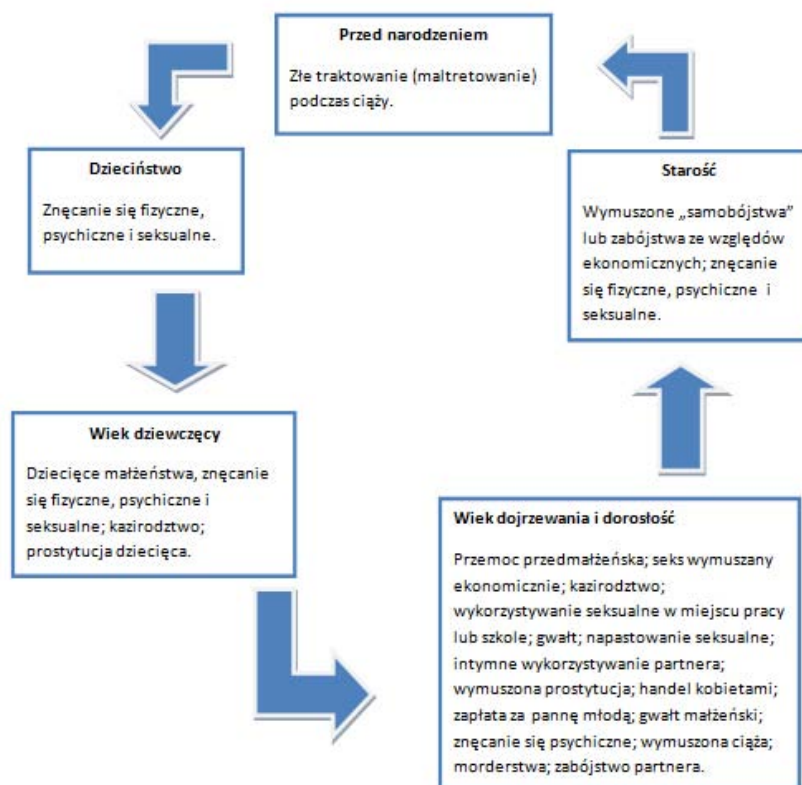 Przed narodzeniem
Złe traktowanie (maltretowanie)
podczas ciąży.
Dzieciństwo
Znęcanie się fizyczne,
psychiczne i seksualne.
Wiek dziewczęcy
Dziecięce małżeństwa, znęcanie
się fizyczne, psychiczne i
seksualne; kazirodztwo;
prostytucja dziecięca.
Wiek dojrzewania i dorosłość
Przemoc przedmałżeńska; seks wymuszany
ekonomicznie; kazirodztwo;
wykorzystywanie seksualne w miejscu pracy
lub szkole; gwałt; napastowanie seksualne;
intymne wykorzystywanie partnera;
wymuszona prostytucja; handel kobietami;
zapłata za pannę młodą; gwałt małżeński;
znęcanie się psychiczne; wymuszona ciąża;
morderstwa; zabójstwo partnera.
Starość
Wymuszone „samobójstwa”
lub zabójstwa ze względów
ekonomicznych; znęcanie
się fizyczne, psychiczne i
seksualne.